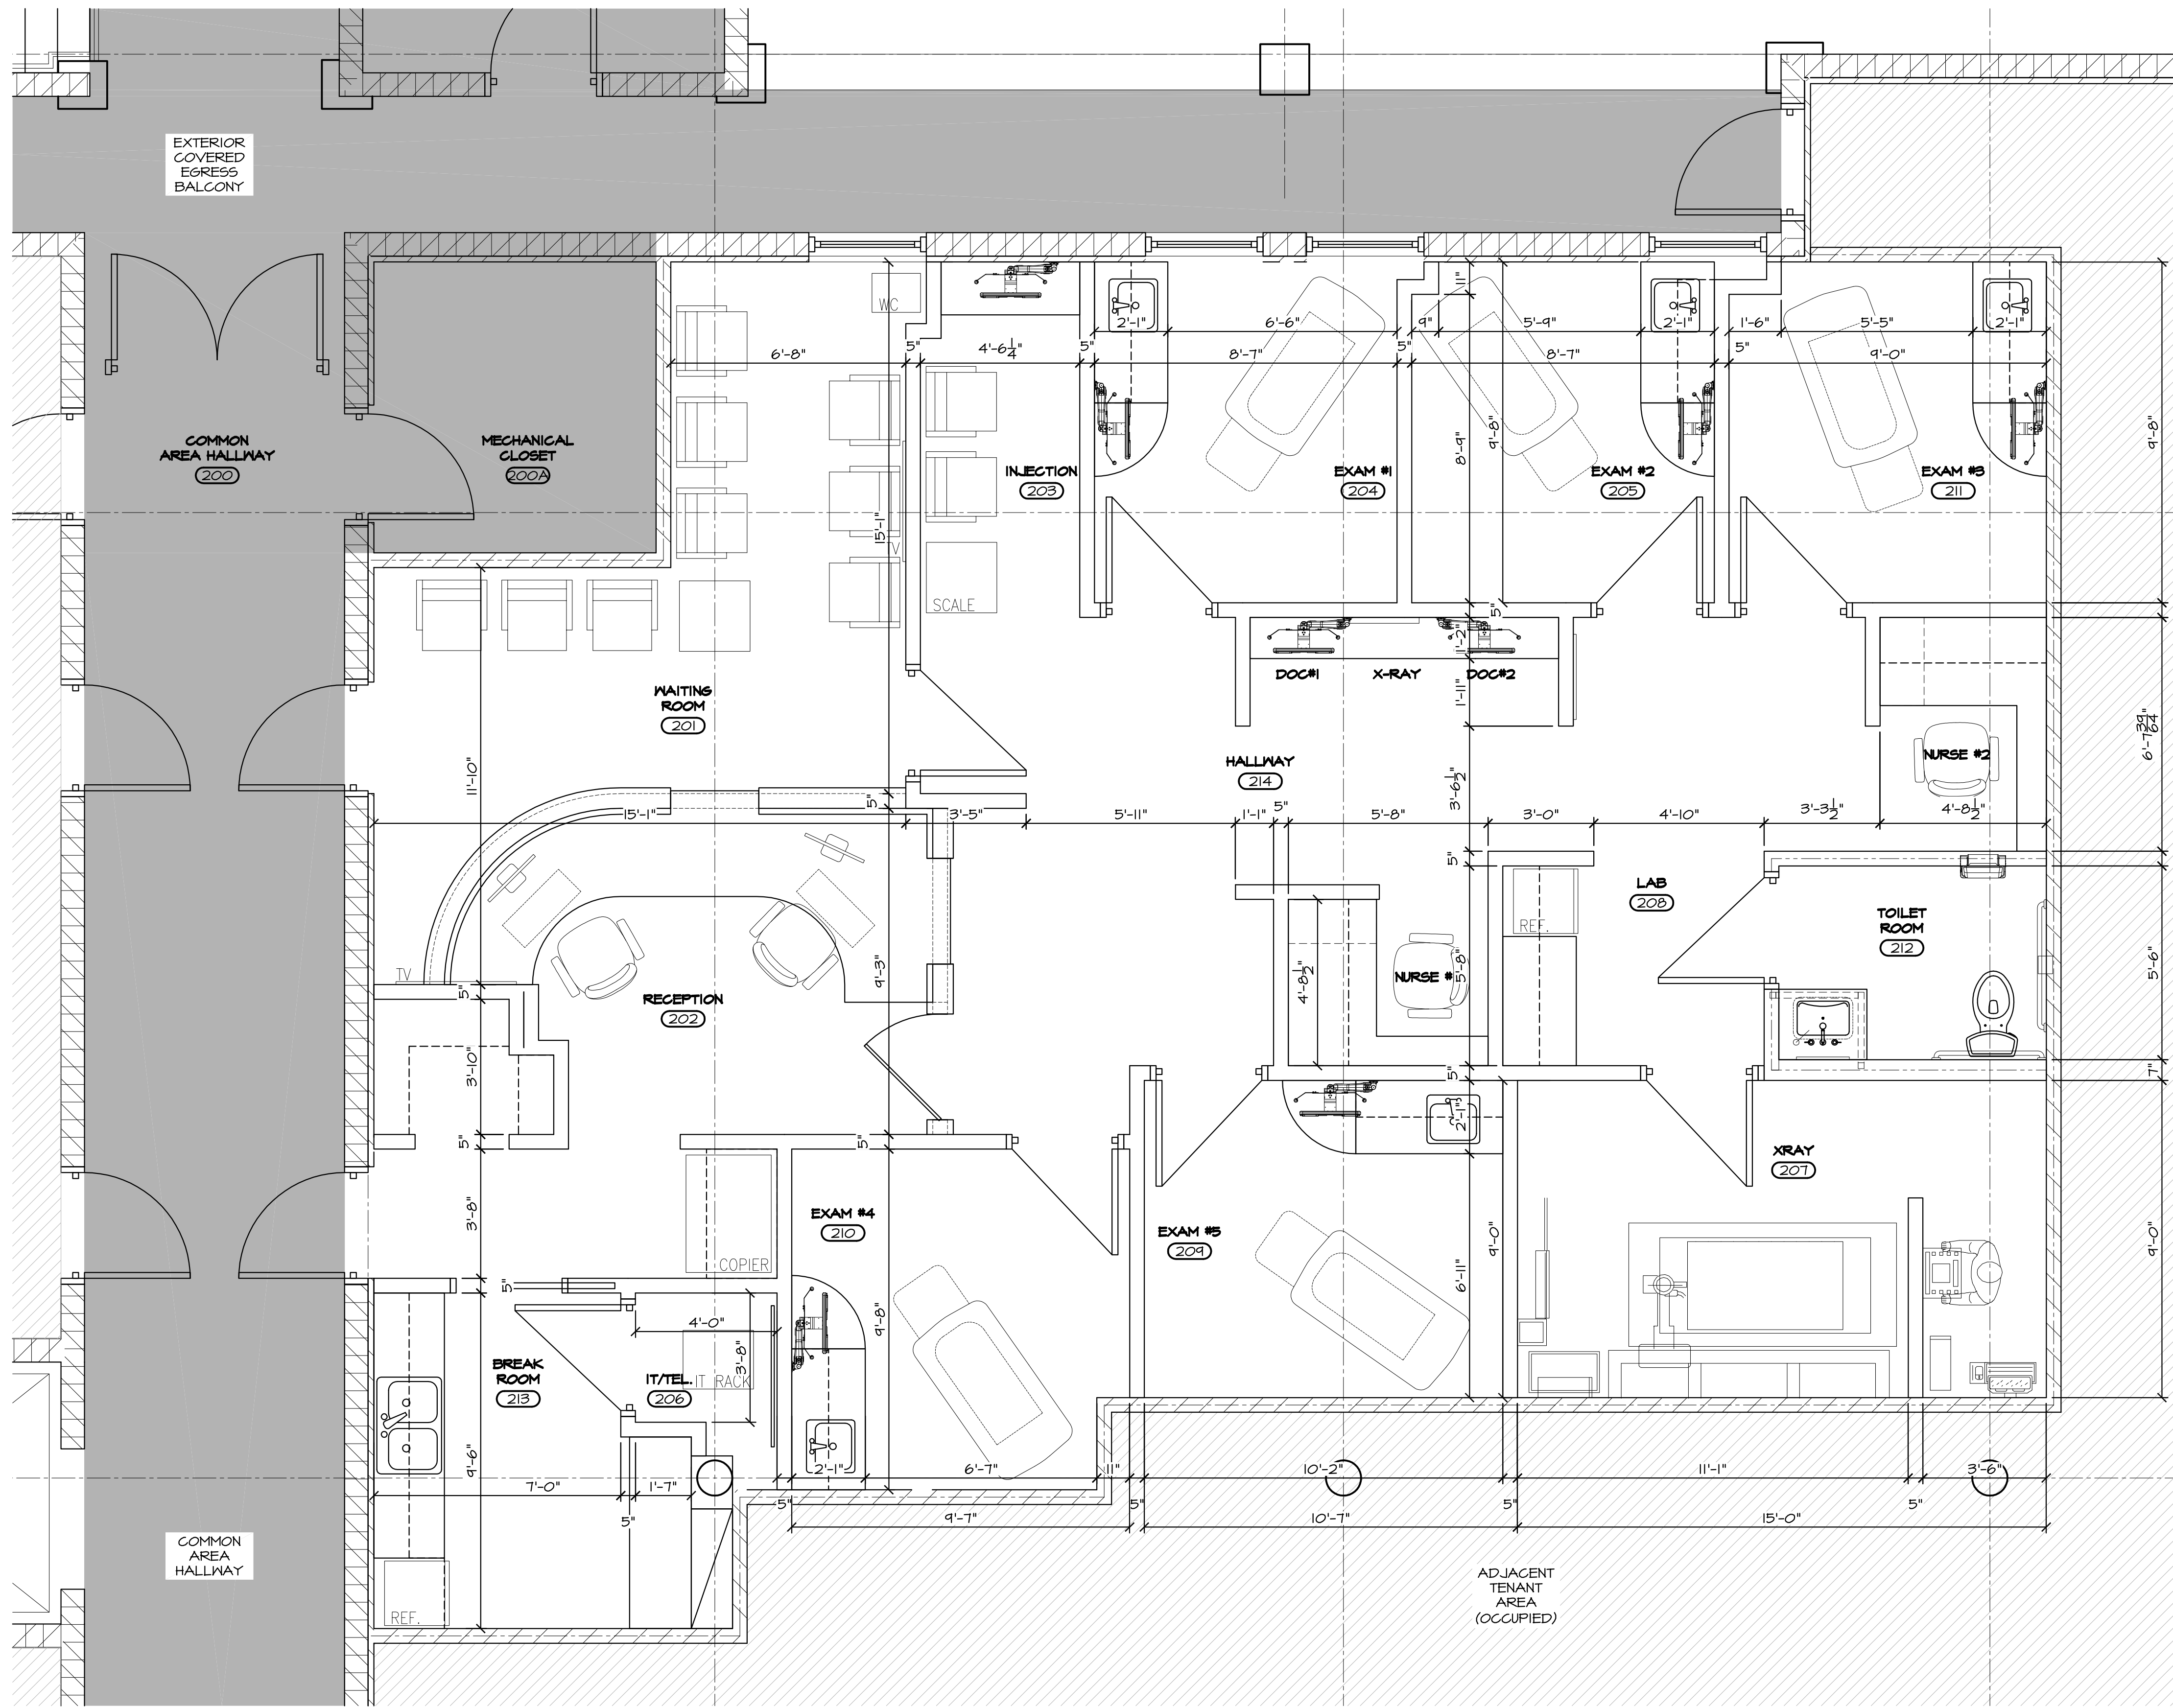 EXTERIOR
COVERED
EGRESS
BALCONY
COMMON
AREA HALLWAY
200
MECHANICAL
CLOSET
200A
WC
6'-8"
5"
4'-6 1/4"
5"
2'-1"
6'-6"
8'-7"
5"
9"
11"
5'-9"
2'-1"
8'-7"
5"
1'-6"
5'-5"
2'-1"
9'-0"
15'-1"
TV
INJECTION
203
SCALE
EXAM #1
204
8'-9"
9'-8"
EXAM #2
205
EXAM #3
211
9'-8"
5"
1'-2"
DOC#1
X-RAY
DOC#2
1'-11"
WAITING
ROOM
201
11'-10"
HALLWAY
214
3'-6 1/2"
NURSE #2
6'-7 39/64"
15'-1"
5"
3'-5"
5'-11"
1'-1"
5"
5'-8"
3'-0"
4'-10"
3'-3 1/2"
4'-8 1/2"
5"
LAB
208
REF.
TOILET
ROOM
212
5'-6"
TV
5"
RECEPTION
202
9'-3"
4'-8 1/2"
NURSE #
5'-8"
3'-10"
5"
7"
5"
5"
2'-1"
XRAY
207
3'-8"
COPIER
EXAM #4
210
EXAM #5
209
9'-0"
6'-11"
9'-0"
5"
4'-0"
3'-8"
9'-8"
BREAK
ROOM
213
IT/TEL.
206
IT RACK
9'-6"
7'-0"
5"
1'-7"
2'-1"
6'-7"
11"
10'-2"
11'-1"
3'-6"
5"
9'-7"
5"
10'-7"
5"
15'-0"
5"
COMMON
AREA
HALLWAY
REF.
ADJACENT
TENANT
AREA
(OCCUPIED)